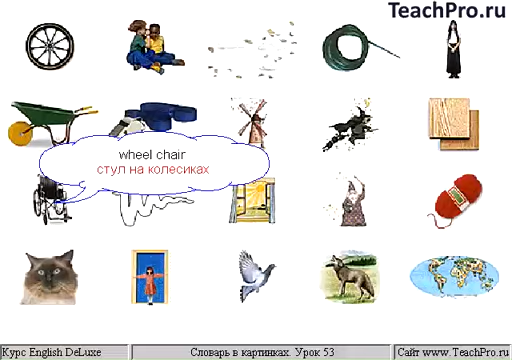 TeachPro.ru
wheel chair
стул на колесиках
Курс English DeLuxe
Словарь в картинках. Урок 53
Сайт www.TeachPro.ru